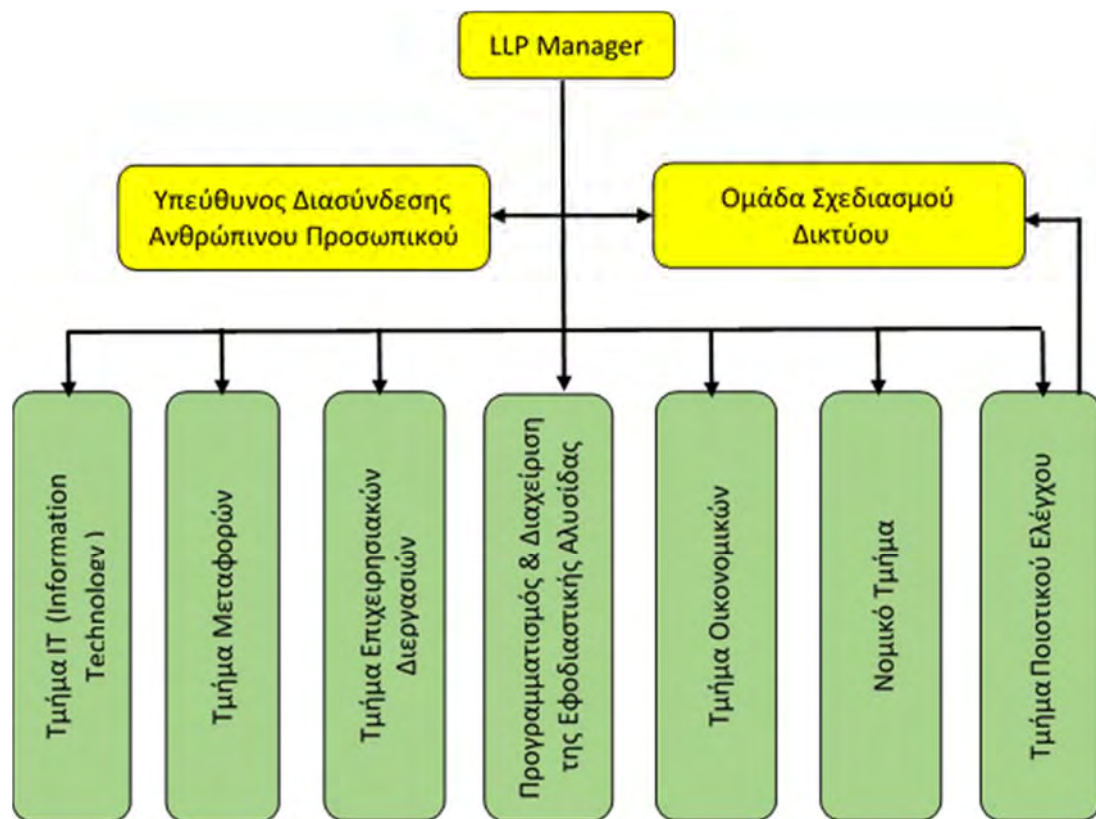 LLP Manager
Υπεύθυνος Διασύνδεσης
Ανθρώπινου Προσωπικού
Ομάδα Σχεδιασμού
Δικτύου
Τμήμα IT (Information
Technology )
Τμήμα Μεταφορών
Τμήμα Επιχειρησιακών
Διεργασιών
Προγραμματισμός & Διαχείριση
της Εφοδιαστικής Αλυσίδας
Τμήμα Οικονομικών
Νομικό Τμήμα
Τμήμα Ποιοτικού Ελέγχου